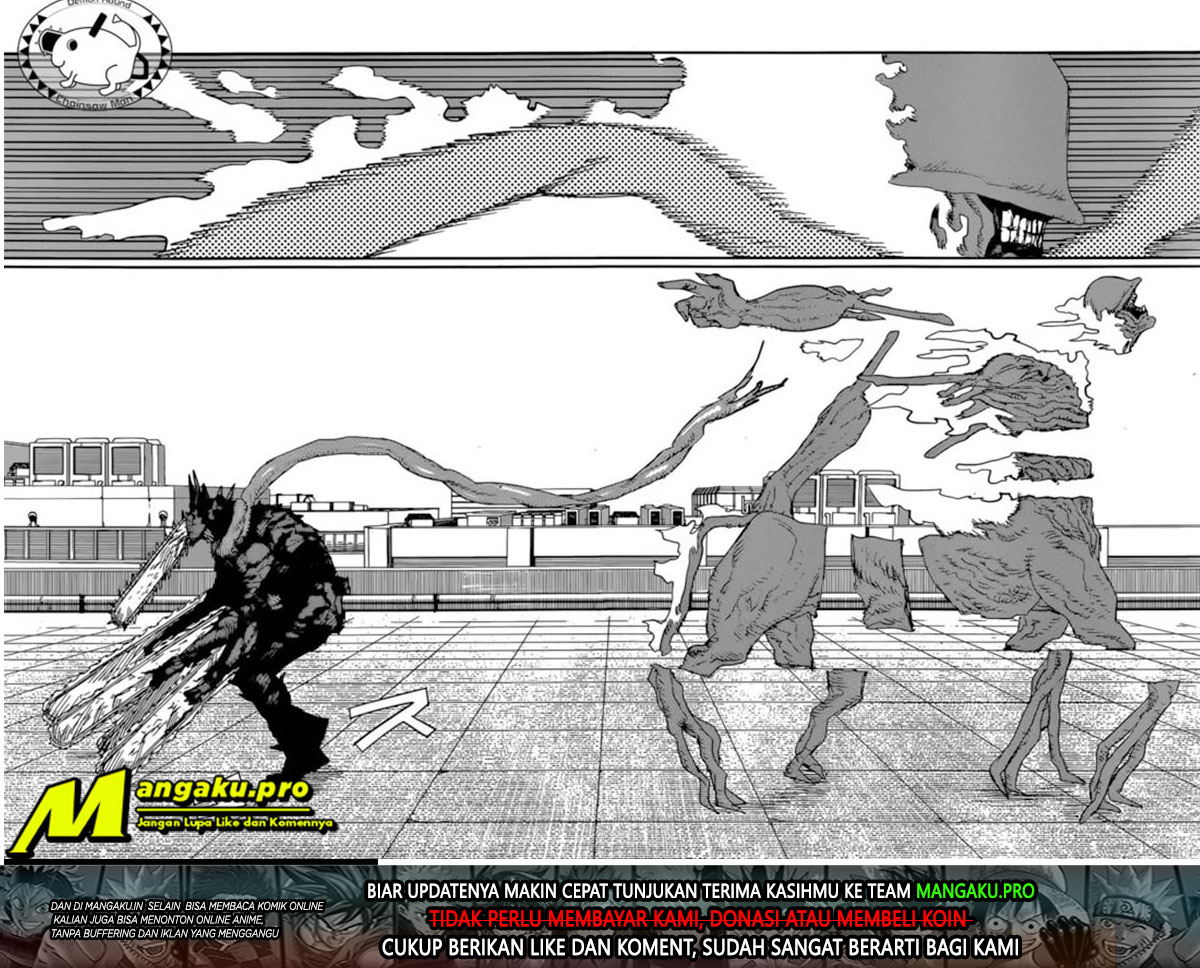 Demon Hound
Chainsaw Man
スト
Mangaku.pro
Jangan Lupa Like dan Komennya
DAN DI MANGAKU.IN SELAIN BISA MEMBACA KOMIK ONLINE
KALIAN JUGA BISA MENONTON ONLINE ANIME,
TANPA BUFFERING DAN IKLAN YANG MENGGANGU
BIAR UPDATENYA MAKIN CEPAT TUNJUKAN TERIMA KASIHMU KE TEAM MANGAKU.PRO
TIDAK PERLU MEMBAYAR KAMI, DONASI ATAU MEMBELI KOIN
CUKUP BERIKAN LIKE DAN KOMENT, SUDAH SANGAT BERARTI BAGI KAMI